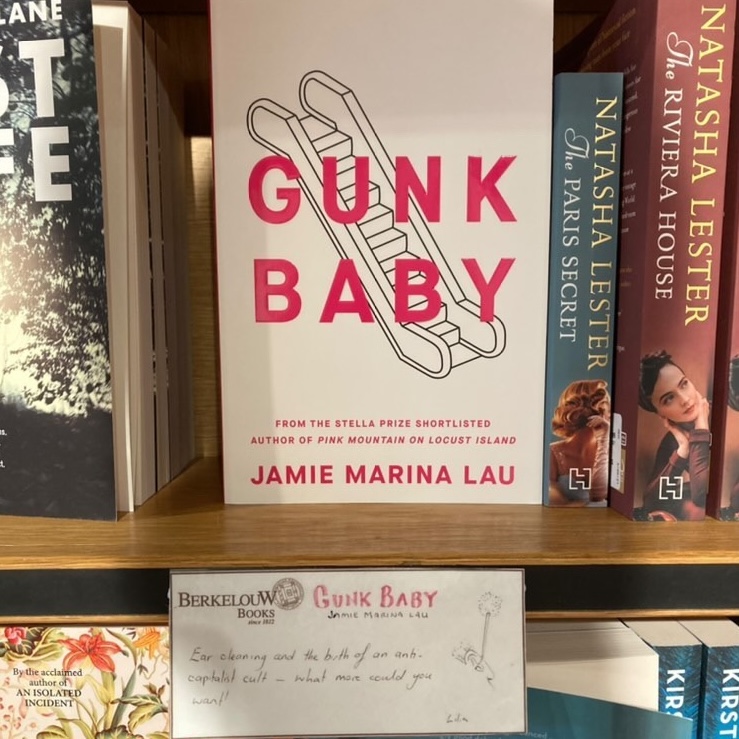 LANE
ST
FE
GUNK
BABY
FROM THE STELLA PRIZE SHORTLISTED
AUTHOR OF PINK MOUNTAIN ON LOCUST ISLAND
JAMIE MARINA LAU
NATASHA LESTER
The PARIS SECRET
NATASHA LESTER
The RIVIERA HOUSE
BERKELOUW
BOOKS
since 1812
GUNK BABY
JAMIE MARINA LAU
Ear cleaning and the birth of an anti-
capitalist cult – what more could you
want!
By the acclaimed
author of
AN ISOLATED
INCIDENT
KIRS
KIRST